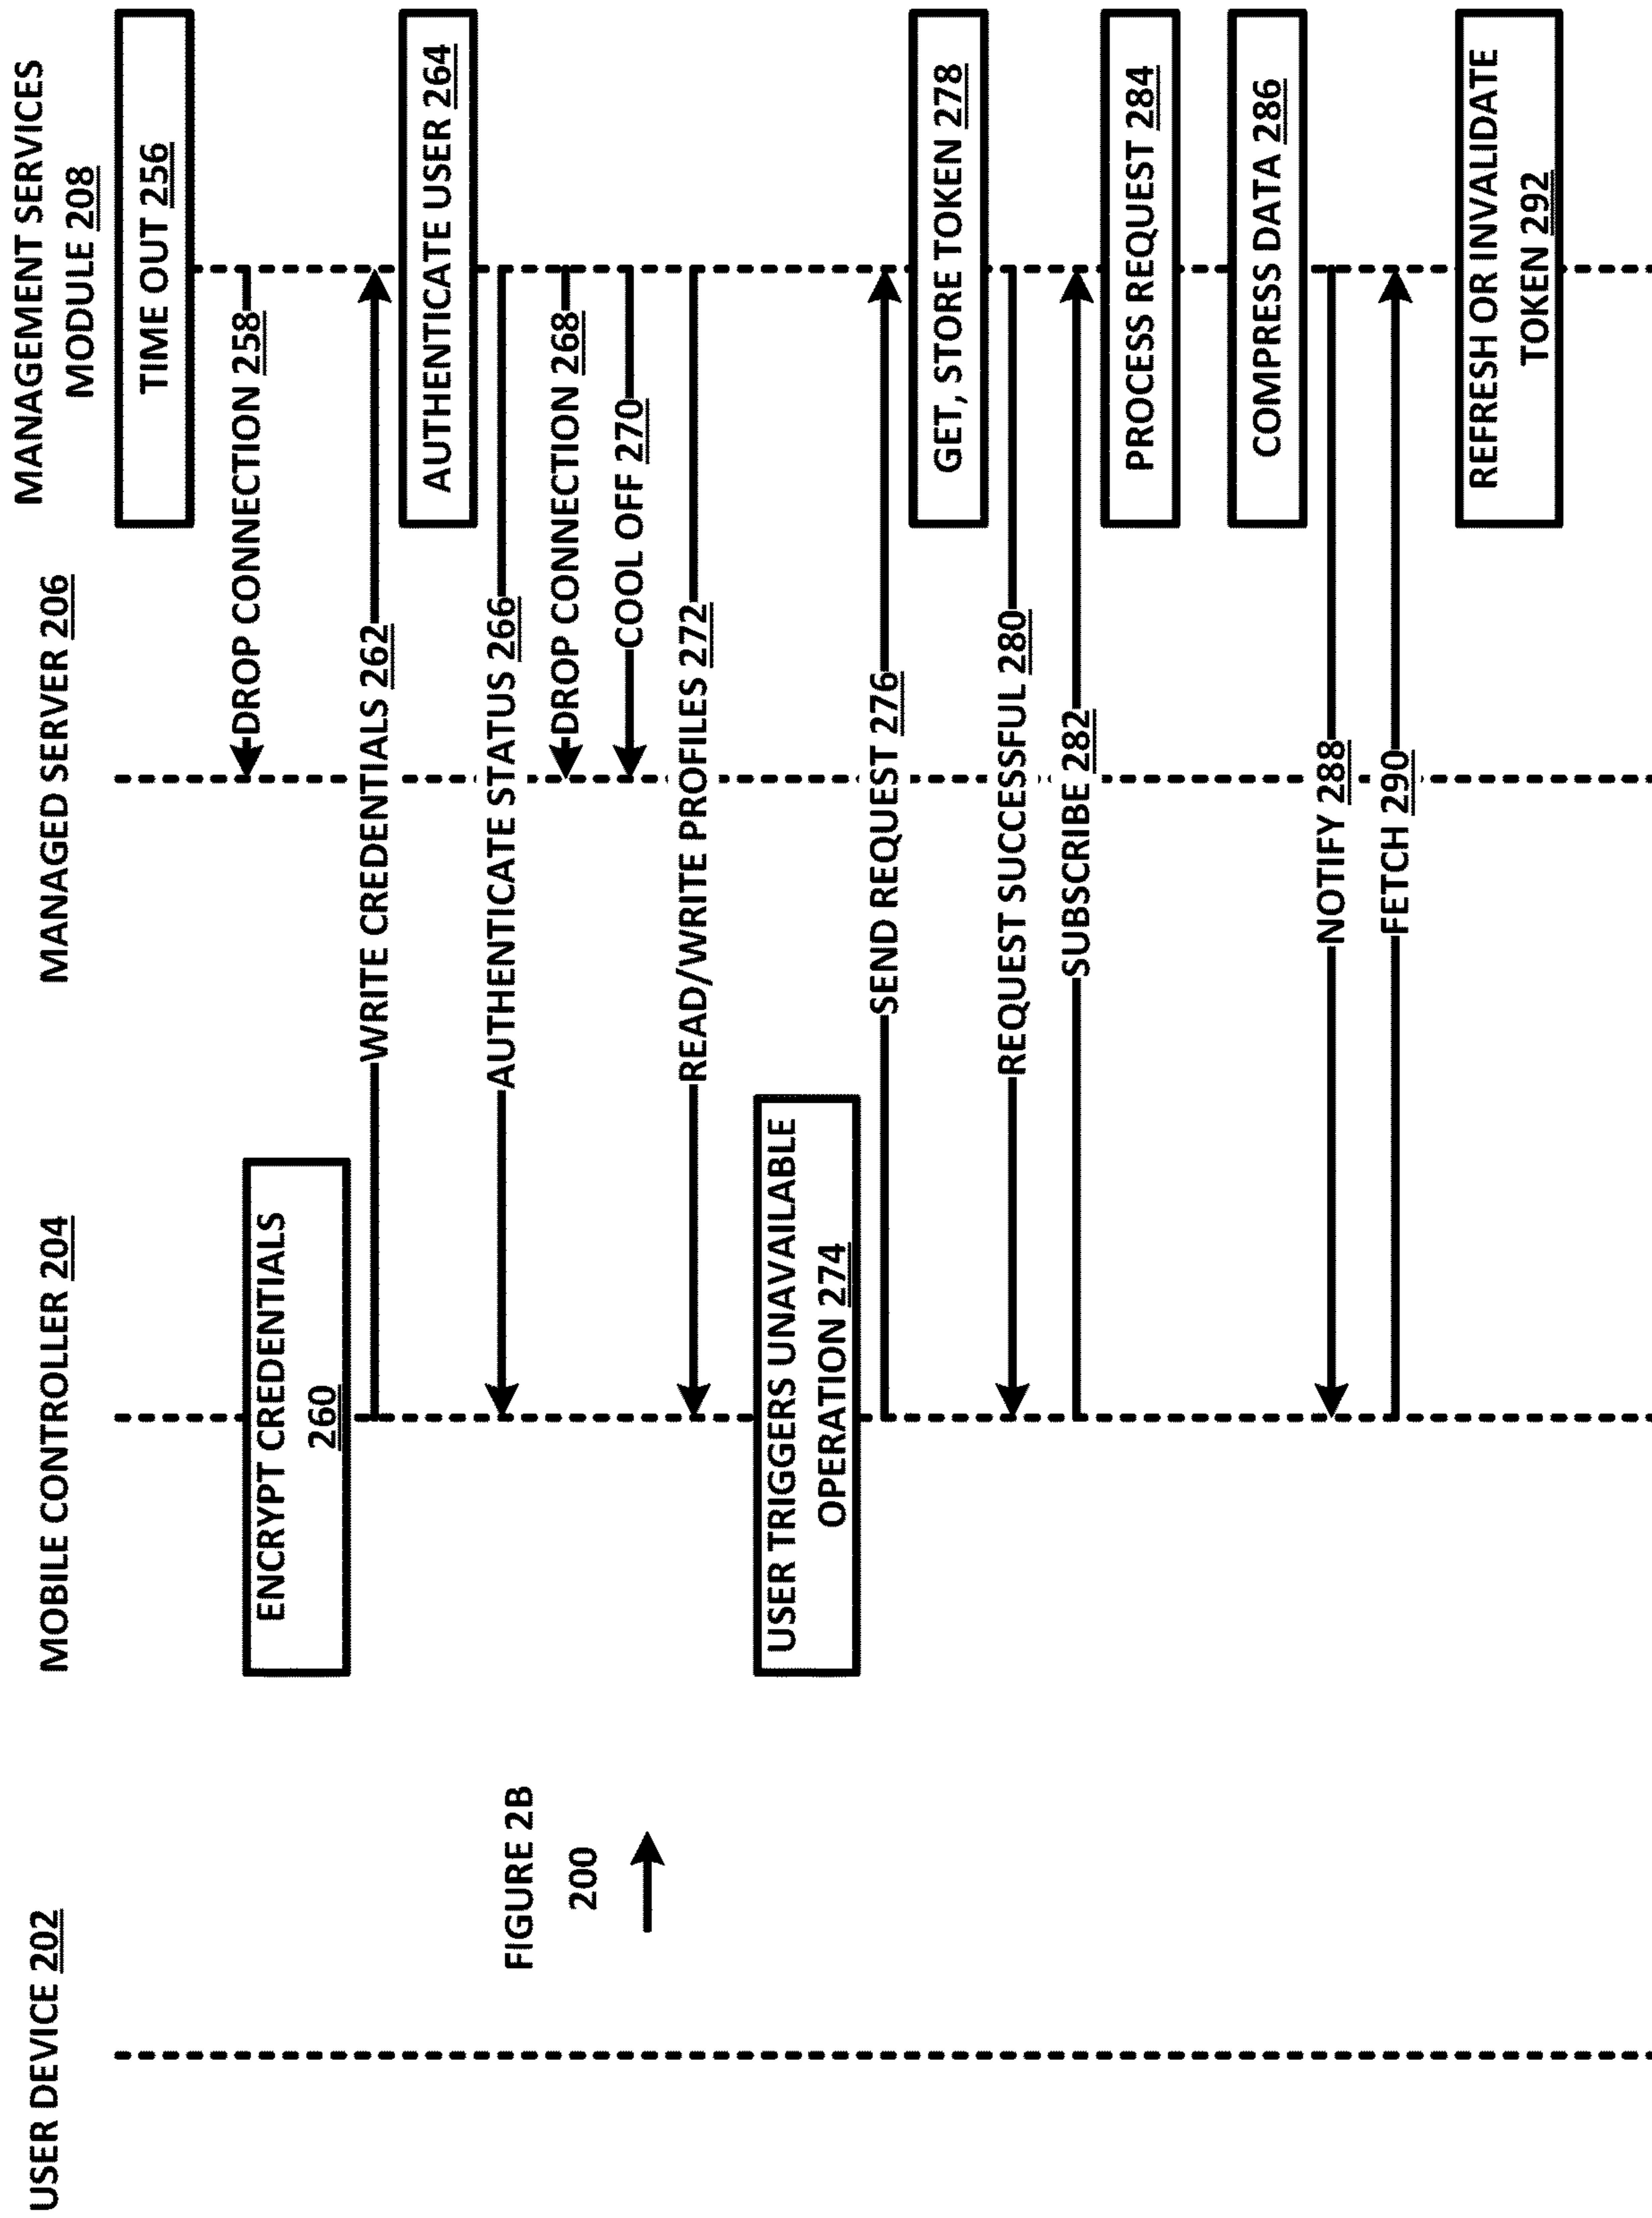 USER DEVICE 202
MOBILE CONTROLLER 204
MANAGED SERVER 206
MANAGEMENT SERVICES
MODULE 208
TIME OUT 256
DROP CONNECTION 258
ENCRYPT CREDENTIALS
260
WRITE CREDENTIALS 262
AUTHENTICATE USER 264
AUTHENTICATE STATUS 266
DROP CONNECTION 268
COOL OFF 270
READ/WRITE PROFILES 272
USER TRIGGERS UNAVAILABLE
OPERATION 274
SEND REQUEST 276
GET, STORE TOKEN 278
REQUEST SUCCESSFUL 280
SUBSCRIBE 282
PROCESS REQUEST 284
COMPRESS DATA 286
NOTIFY 288
FETCH 290
REFRESH OR INVALIDATE
TOKEN 292
FIGURE 2B
200